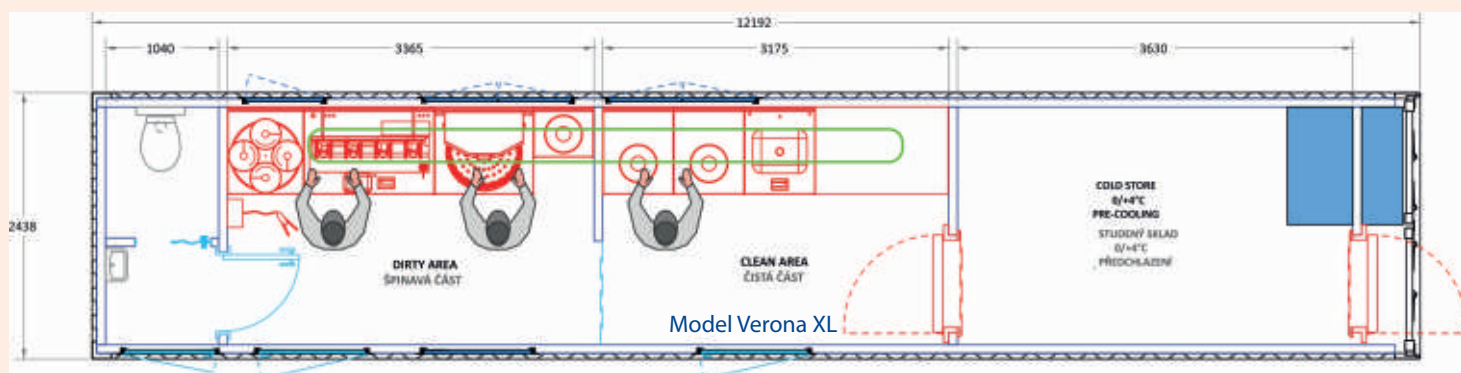 12192
1040
3365
3175
3630
2438
COLD STORE
0/+4°C
PRE-COOLING
STUDENÝ SKLAD
0/+4°C
PŘEDCHLAZENÍ
DIRTY AREA
ŠPINAVÁ ČÁST
CLEAN AREA
ČISTÁ ČÁST
Model Verona XL